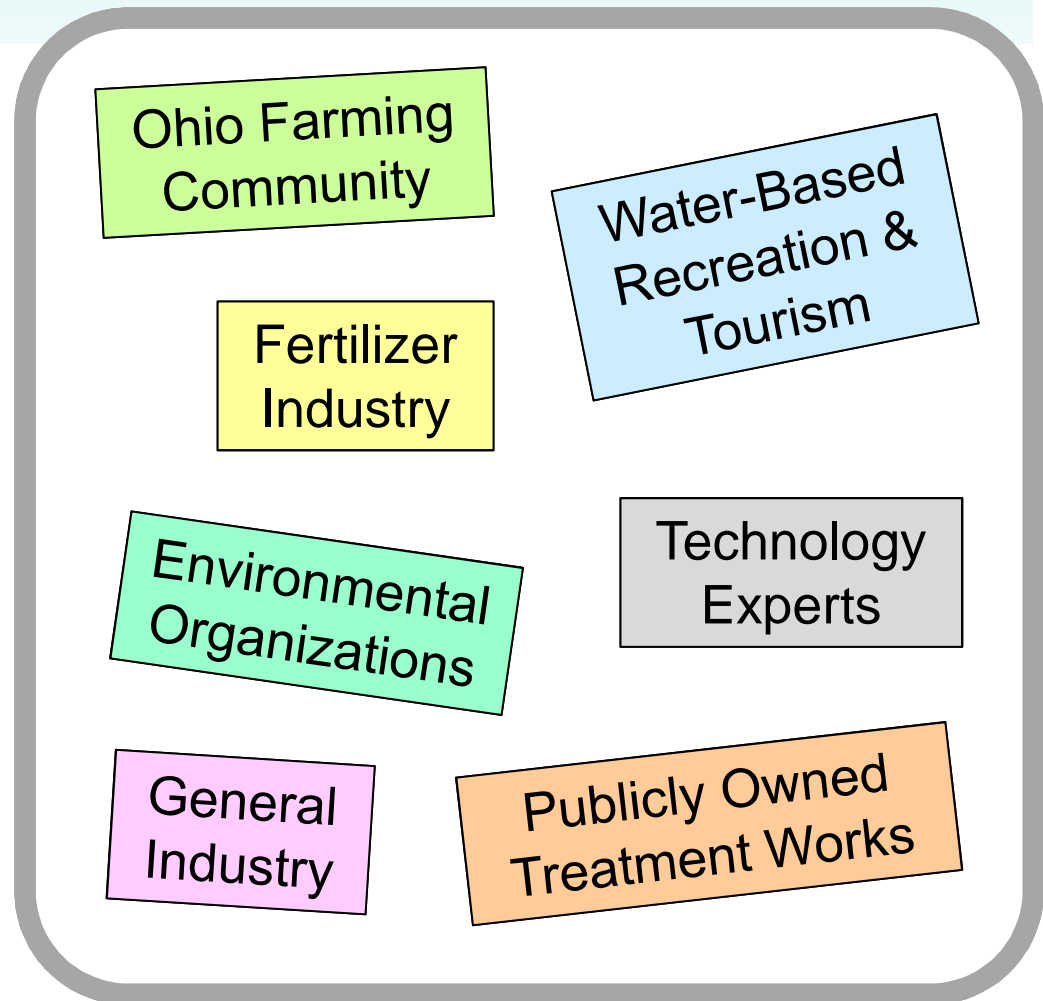 Ohio Farming
Community
Water-Based
Recreation &
Tourism
Fertilizer
Industry
Technology
Experts
Environmental
Organizations
General
Industry
Publicly Owned
Treatment Works